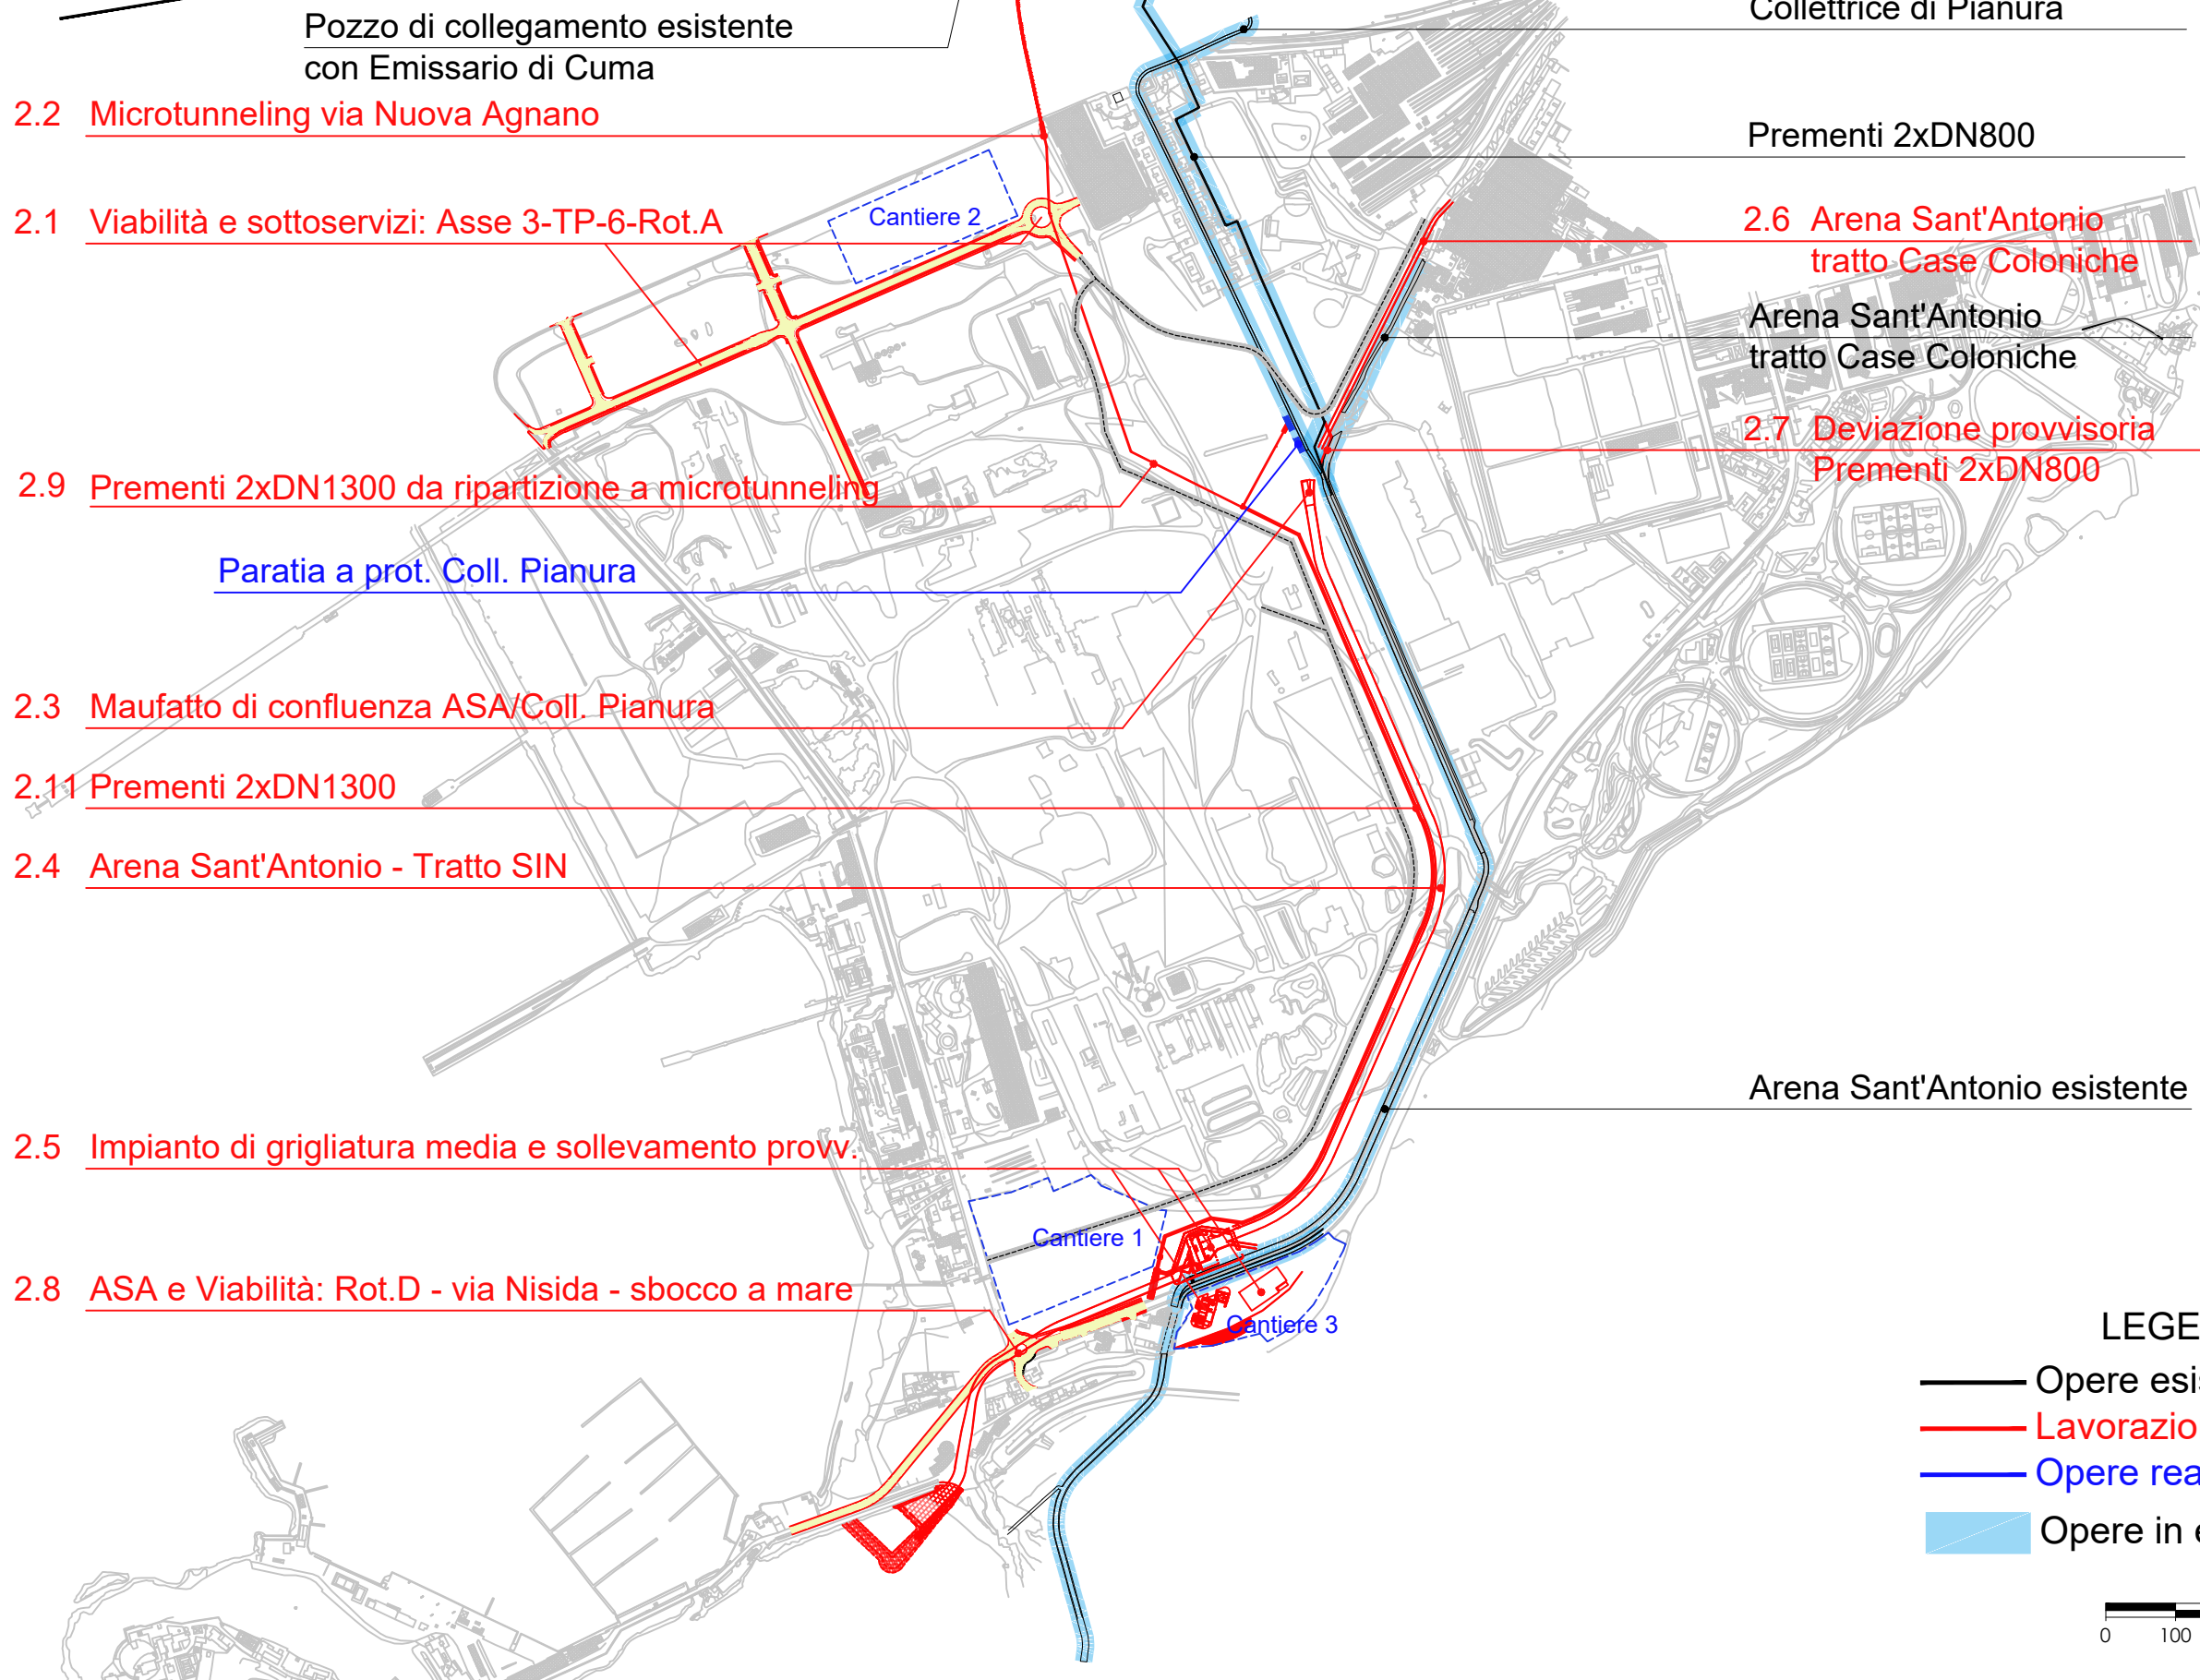 Pozzo di collegamento esistente
con Emissario di Cuma
2.2 Microtunneling via Nuova Agnano
2.1 Viabilità e sottoservizi: Asse 3-TP-6-Rot.A
Cantiere 2
2.9 Prementi 2xDN1300 da ripartizione a microtunneling
Paratia a prot. Coll. Pianura
2.3 Maufatto di confluenza ASA/Coll. Pianura
2.11 Prementi 2xDN1300
2.4 Arena Sant'Antonio - Tratto SIN
2.5 Impianto di grigliatura media e sollevamento provv.
Cantiere 1
2.8 ASA e Viabilità: Rot.D - via Nisida - sbocco a mare
Cantiere 3
Collettrice di Pianura
Prementi 2xDN800
2.6 Arena Sant'Antonio
tratto Case Coloniche
Arena Sant'Antonio
tratto Case Coloniche
2.7 Deviazione provvisoria
Prementi 2xDN800
Arena Sant'Antonio esistente
LEGE
Opere esis
Lavorazio
Opere rea
Opere in e
0 100